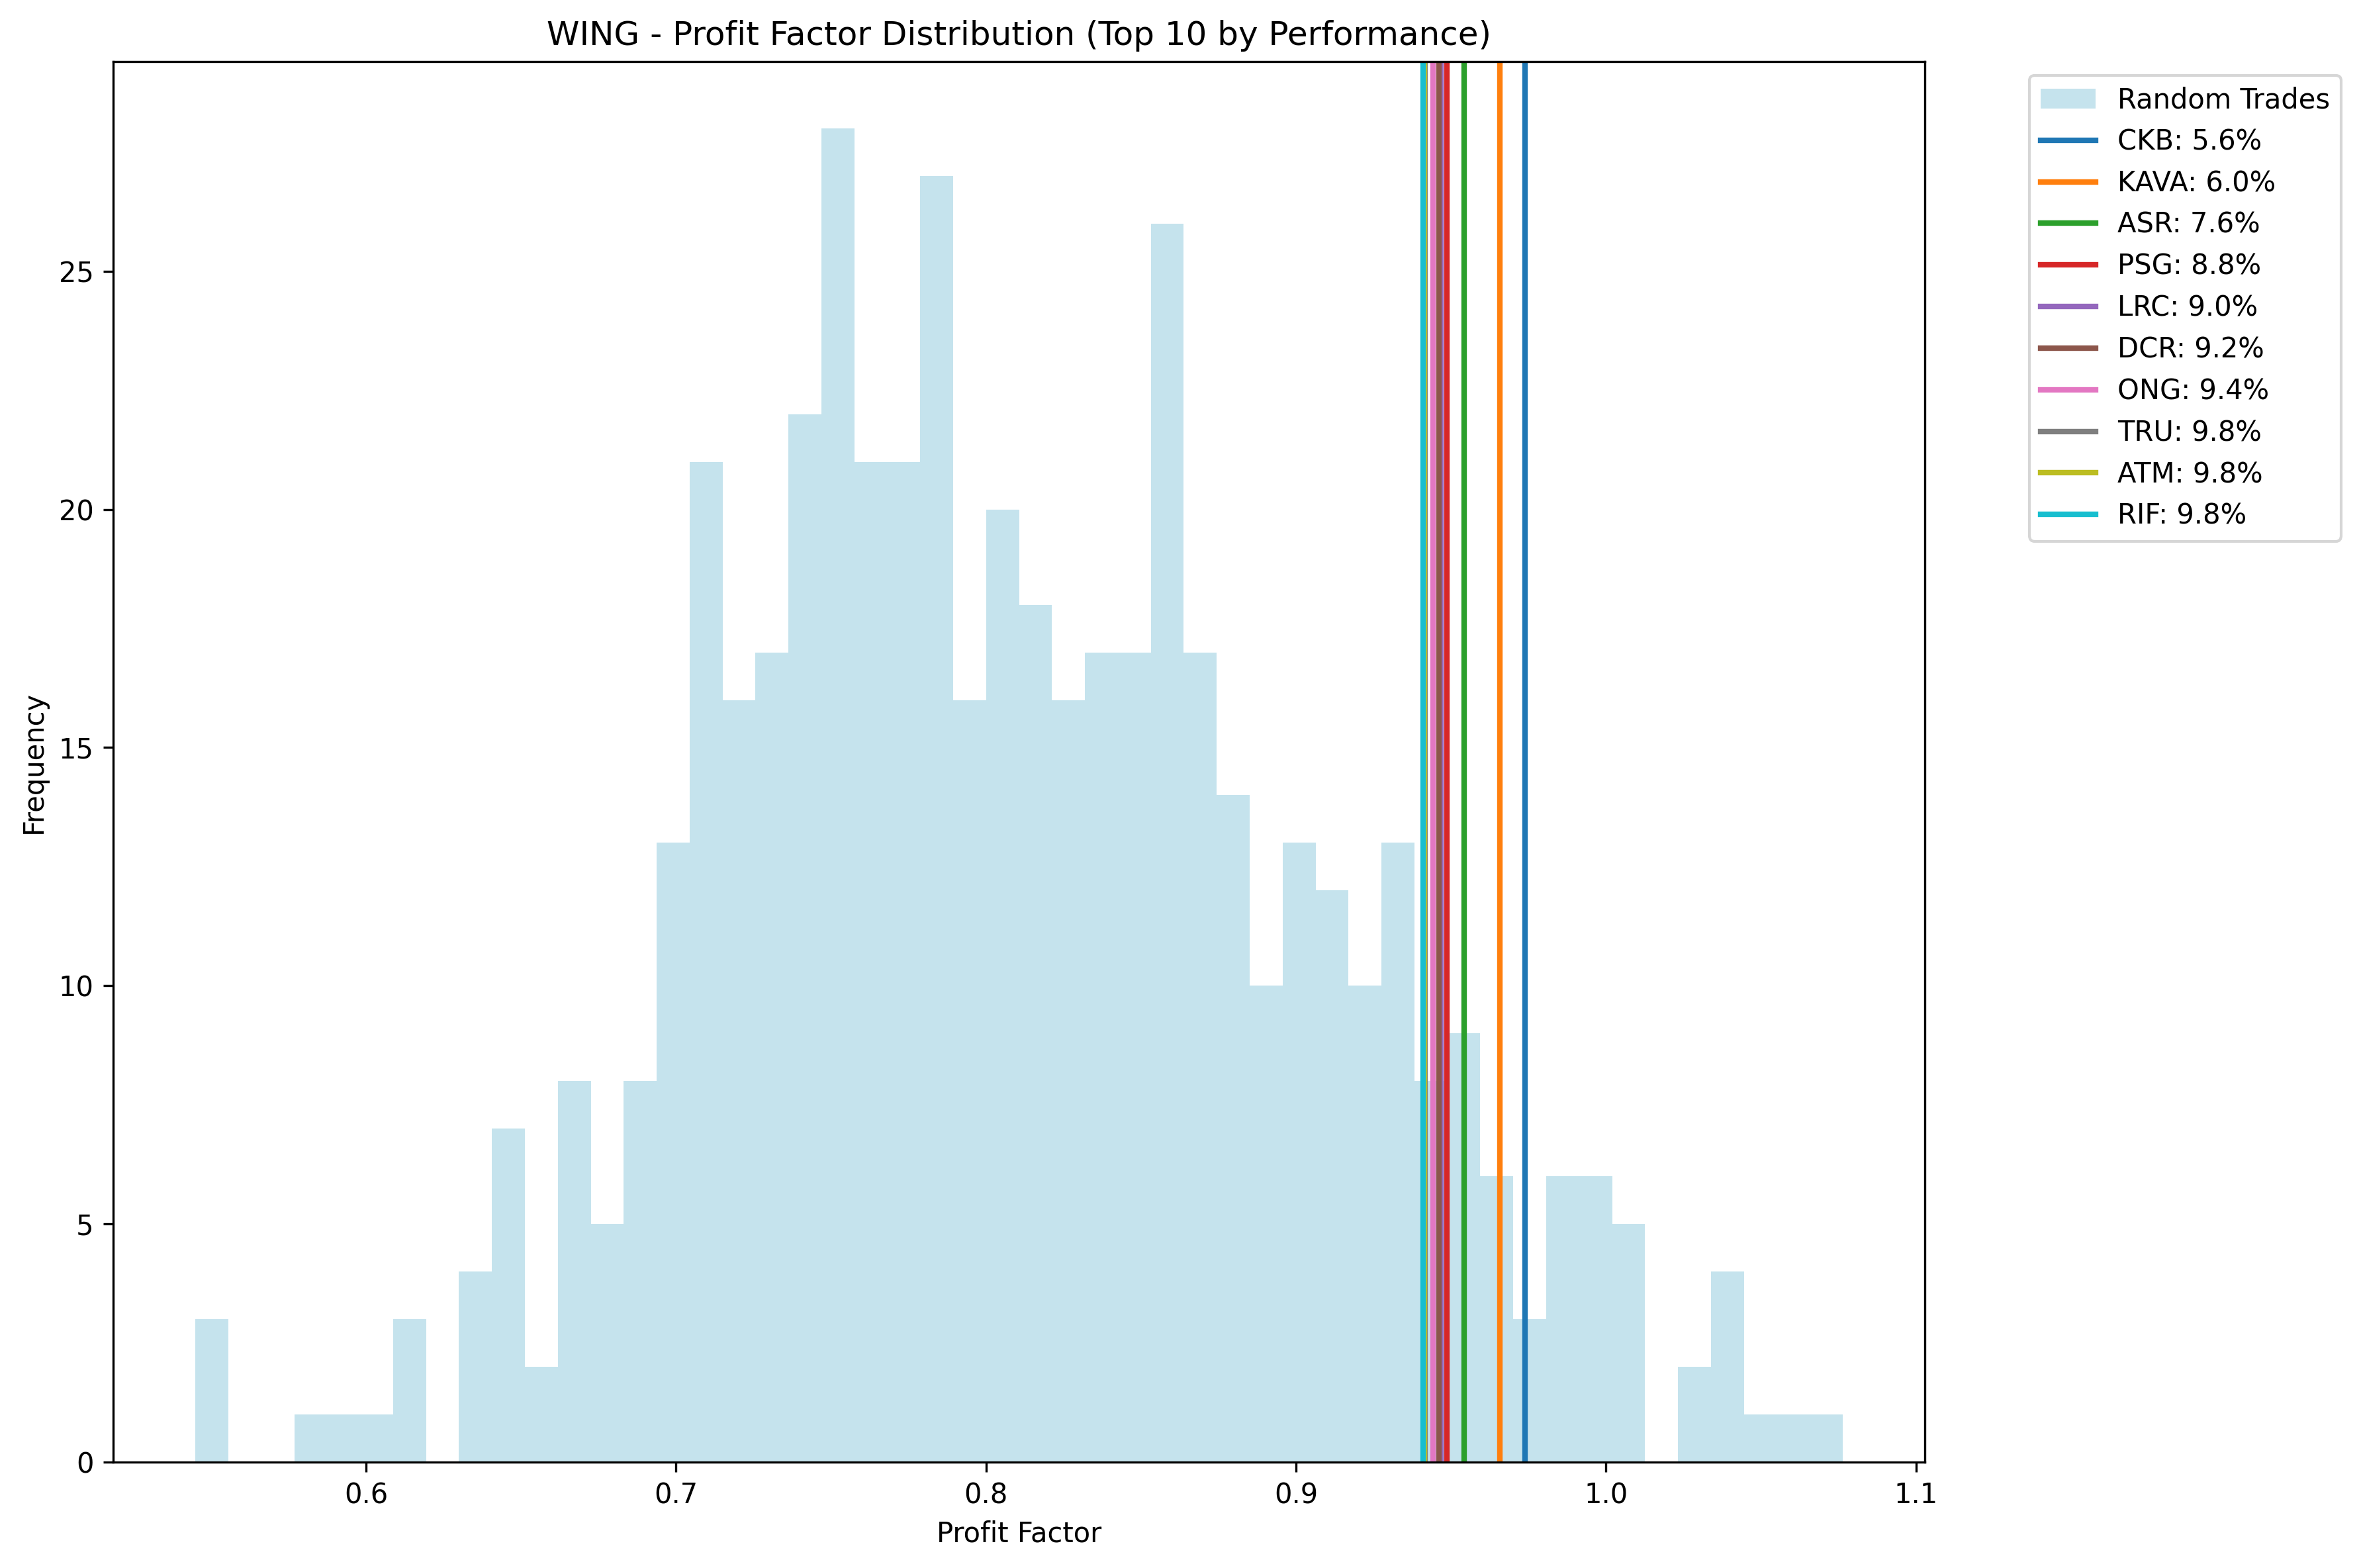 WING - Profit Factor Distribution (Top 10 by Performance)
Random Trades
CKB: 5.6%
KAVA: 6.0%
ASR: 7.6%
PSG: 8.8%
LRC: 9.0%
DCR: 9.2%
ONG: 9.4%
TRU: 9.8%
ATM: 9.8%
RIF: 9.8%
Frequency
25
20
15
10
5
0
0.6 0.7 0.8 0.9 1.0 1.1
Profit Factor